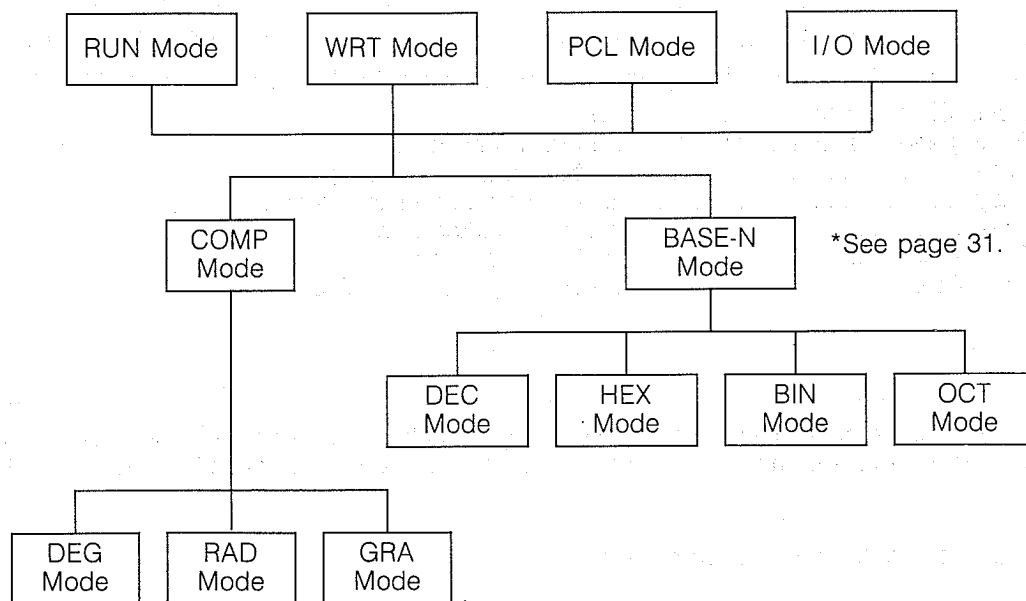 RUN Mode
WRT Mode
PCL Mode
I/O Mode
COMP
Mode
BASE-N
Mode
*See page 31.
DEC
Mode
HEX
Mode
BIN
Mode
OCT
Mode
DEG
Mode
RAD
Mode
GRA
Mode